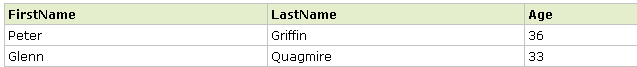 FirstName LastName Age
Peter Griffin 36
Glenn Quagmire 33